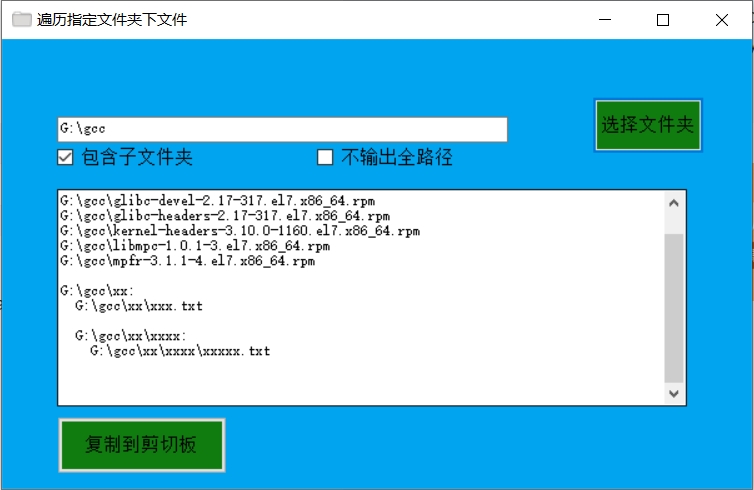 遍历指定文件夹下文件
选择文件夹
G:\gcc
包含子文件夹 不输出全路径
G:\gcc\glibc-devel-2.17-317.el7.x86_64.rpm
G:\gcc\glibc-headers-2.17-317.el7.x86_64.rpm
G:\gcc\kernel-headers-3.10.0-1160.el7.x86_64.rpm
G:\gcc\libmpc-1.0.1-3.el7.x86_64.rpm
G:\gcc\mpfr-3.1.1-4.el7.x86_64.rpm
G:\gcc\xx:
G:\gcc\xx\xxx.txt
G:\gcc\xx\xxxx:
G:\gcc\xx\xxxx\xxxxx.txt
复制到剪切板